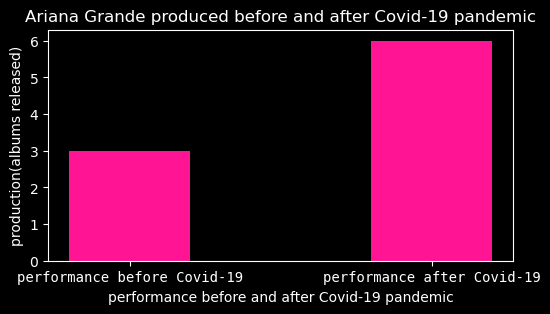 Ariana Grande produced before and after Covid-19 pandemic
production(albums released)
6
5
4
3
2
1
0
performance before Covid-19
performance after Covid-19
performance before and after Covid-19 pandemic